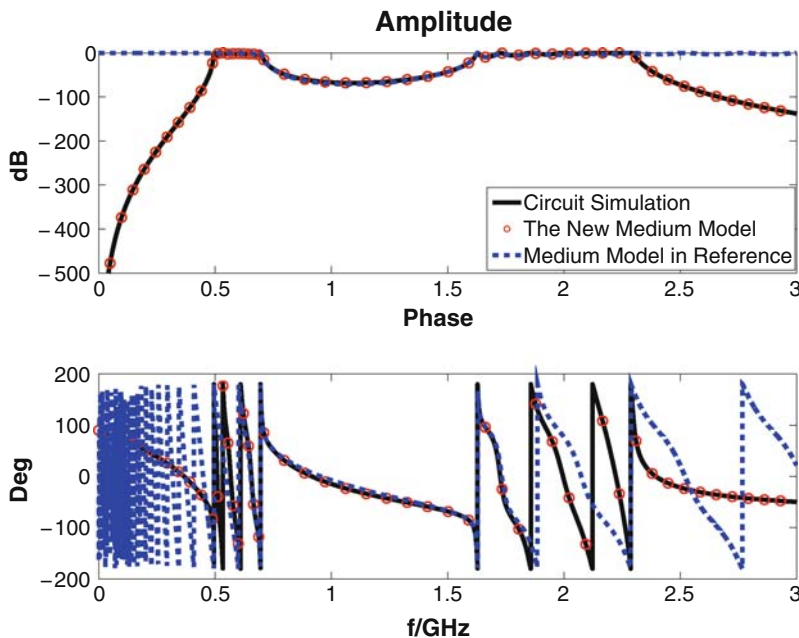 Amplitude
dB
0
−100
−200
−300
−400
−500
Circuit Simulation
The New Medium Model
Medium Model in Reference
0 0.5 1 1.5 2 2.5 3
Phase
Deg
200
100
0
−100
−200
0 0.5 1 1.5 2 2.5 3
f/GHz